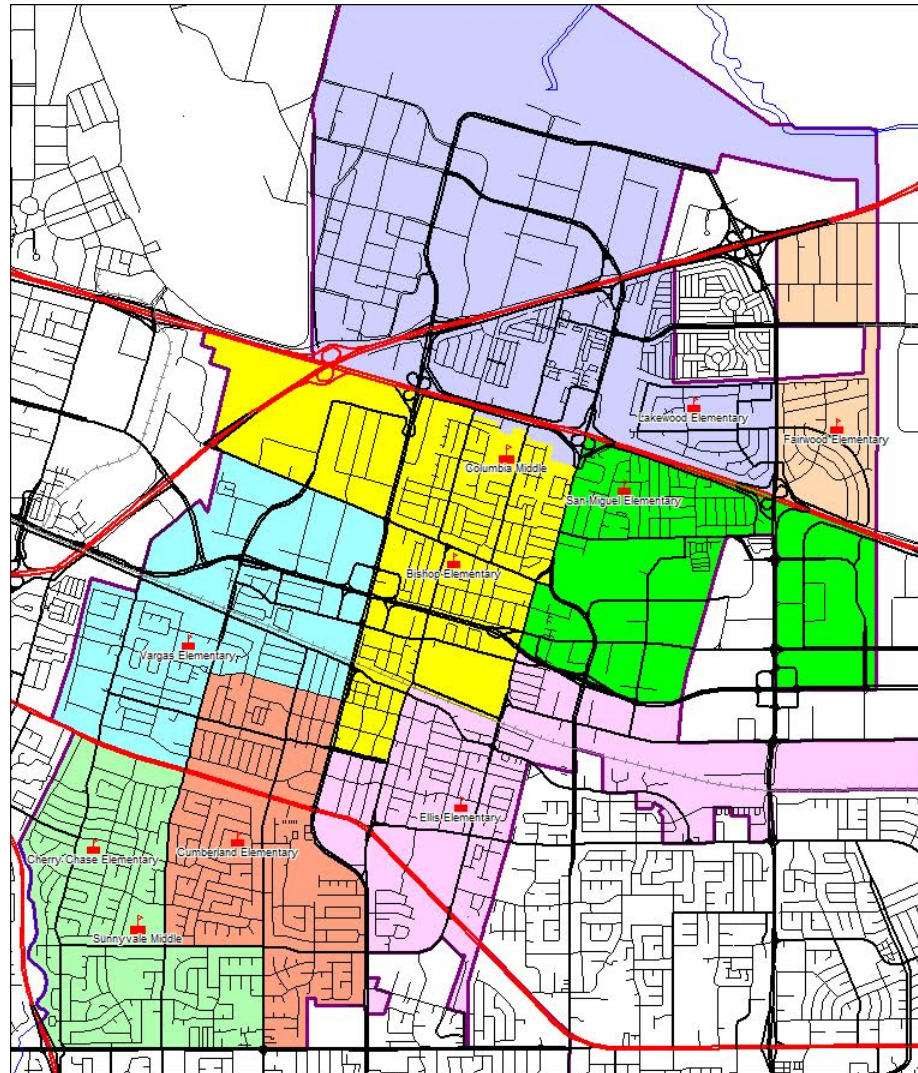 Lakewood Elementary
Fairwood Elementary
Columbia Middle
San Miguel Elementary
Bishop Elementary
Vargas Elementary
Ellis Elementary
Cherry Chase Elementary
Cumberland Elementary
Sunnyvale Middle